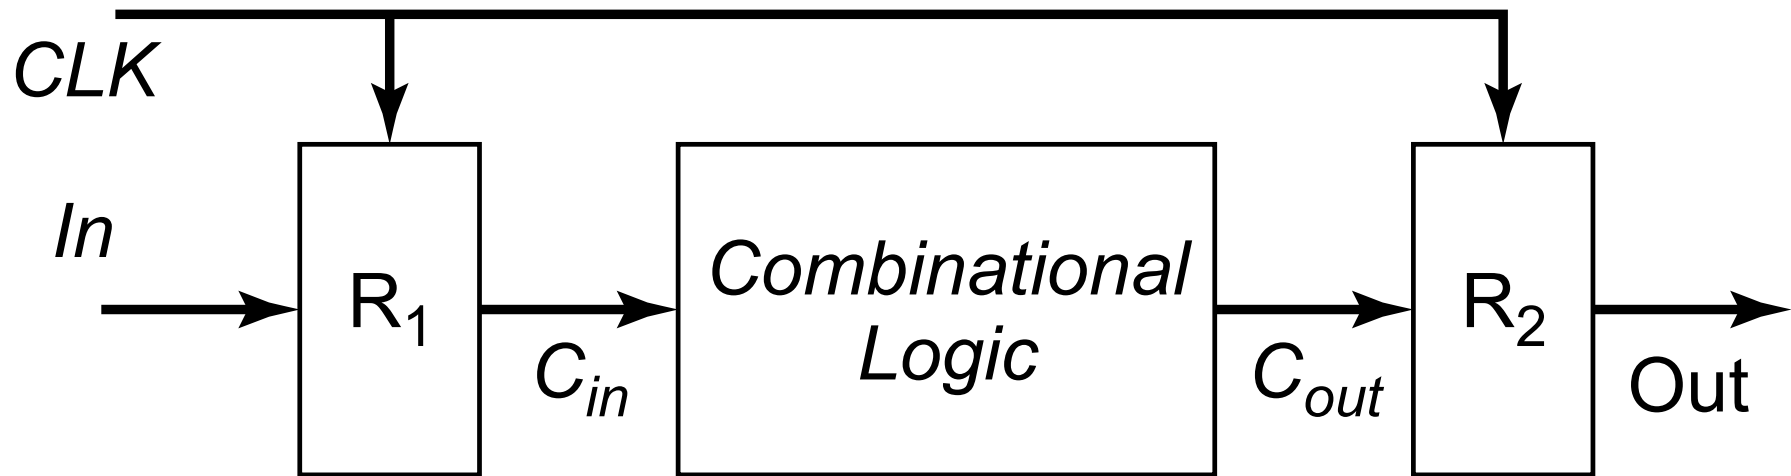 CLK
In
R1
Combinational
Logic
R2
Cin
Cout
Out